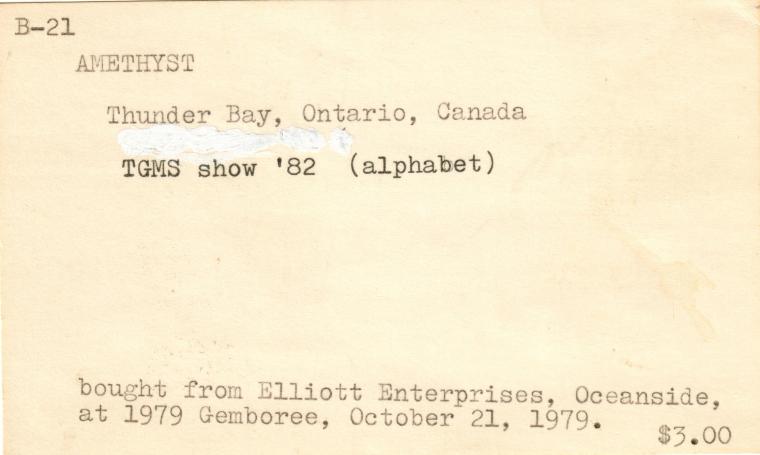 B-21
AMETHYST
Thunder Bay, Ontario, Canada
TGMS show '82 (alphabet)
bought from Elliott Enterprises, Oceanside,
at 1979 Gemboree, October 21, 1979.
$3.00